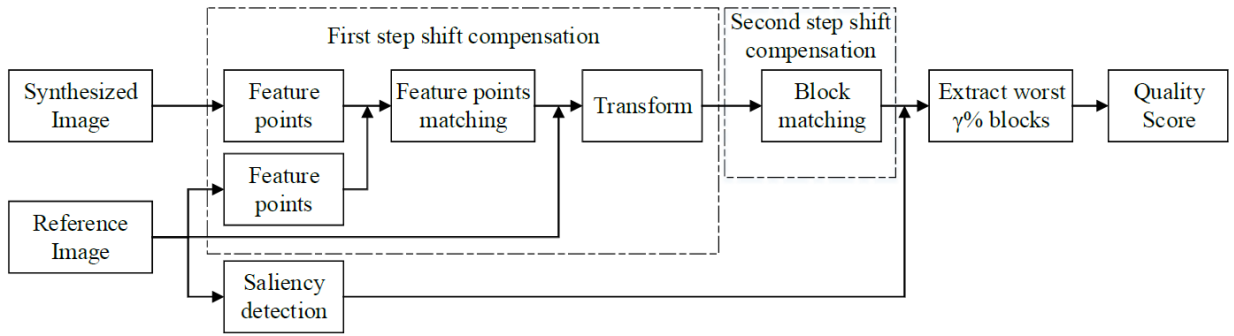 First step shift compensation
Second step shift
compensation
Synthesized
Image
Feature
points
Feature points
matching
Transform
Block
matching
Extract worst
γ% blocks
Quality
Score
Feature
points
Reference
Image
Saliency
detection